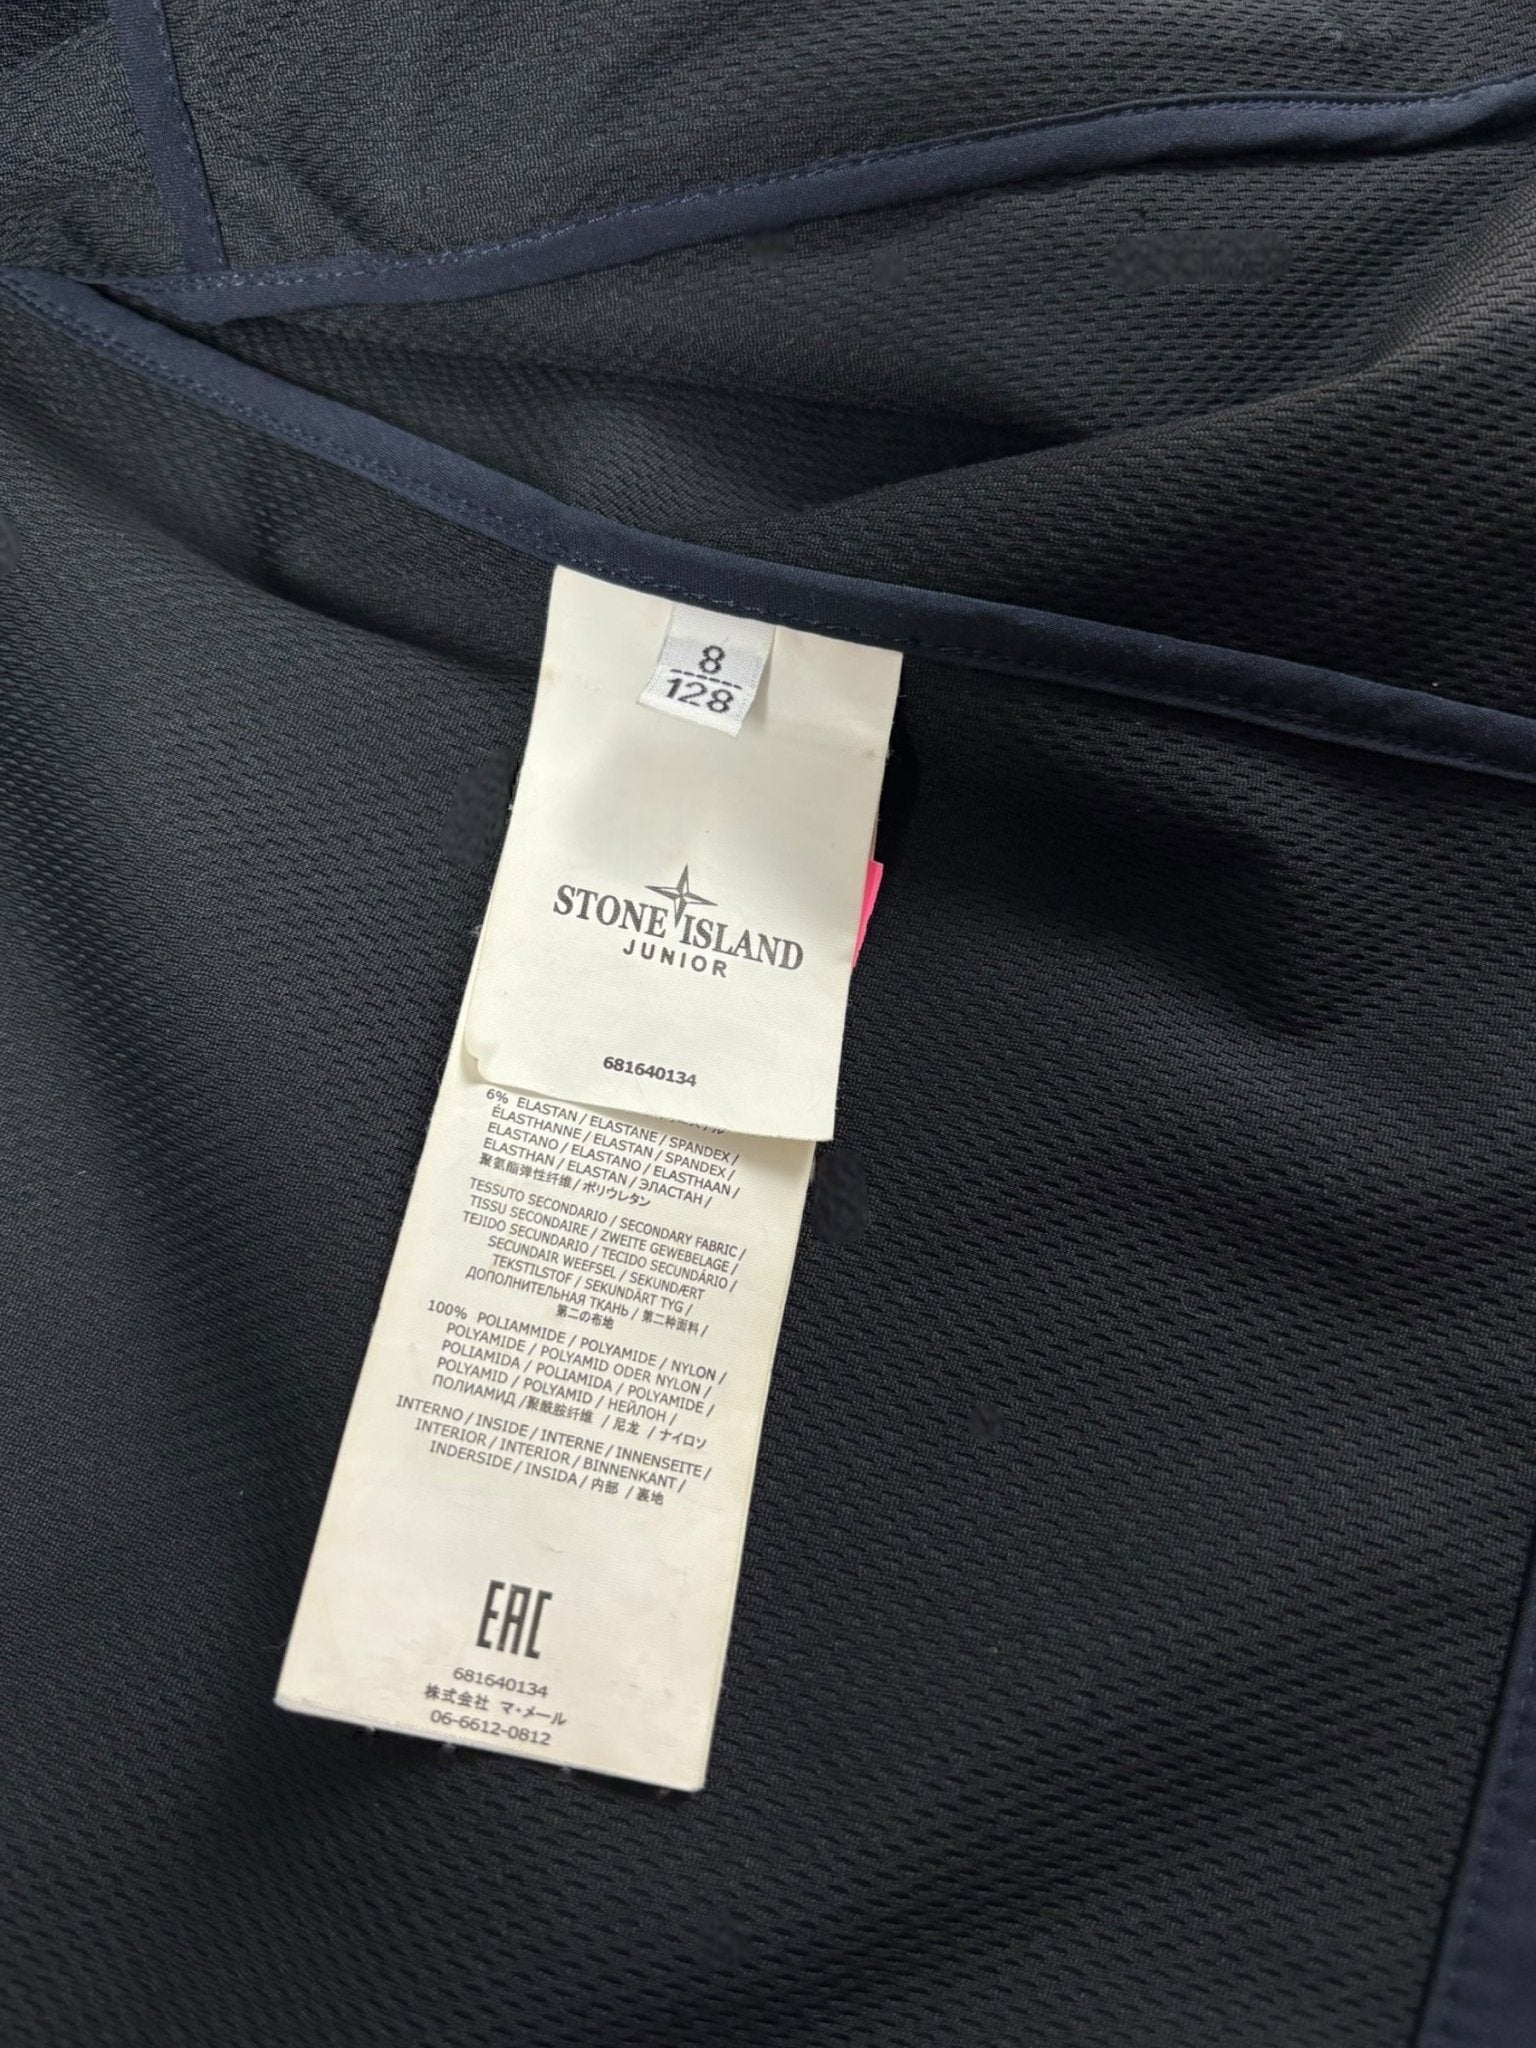 8
128
STONE ISLAND
JUNIOR
681640134
6% ELASTAN / ELASTANE / SPANDEX /
ÉLASTHANNE / ELASTAN / SPANDEX /
ELASTANO / ELASTANO / ELASTHAAN /
ELASTHAN / ELASTAN / ЭЛАСТАН /
聚氨酯弹性纤维 / ポリウレタン
TESSUTO SECONDARIO / SECONDARY FABRIC /
TISSU SECONDAIRE / ZWEITE GEWEBELAGE /
TEJIDO SECUNDARIO / TECIDO SECUNDÁRIO /
SECUNDAIR WEEFSEL / SEKUNDÆRT
TEKSTILSTOF / SEKUNDÄRT TYG /
ДОПОЛНИТЕЛЬНАЯ ТКАНЬ / 第二种面料 /
第二の布地
100% POLIAMMIDE / POLYAMIDE / NYLON /
POLYAMIDE / POLYAMID ODER NYLON /
POLIAMIDA / POLIAMIDA / POLYAMIDE /
POLYAMID / POLYAMID / НЕЙЛОН /
ПОЛИАМИД /聚酰胺纤维 / 尼龙 / ナイロン
INTERNO / INSIDE / INTERNE / INNENSEITE /
INTERIOR / INTERIOR / BINNENKANT /
INDERSIDE / INSIDA / 内部 / 裏地
EAC
681640134
株式会社 マ・メール
06-6612-0812